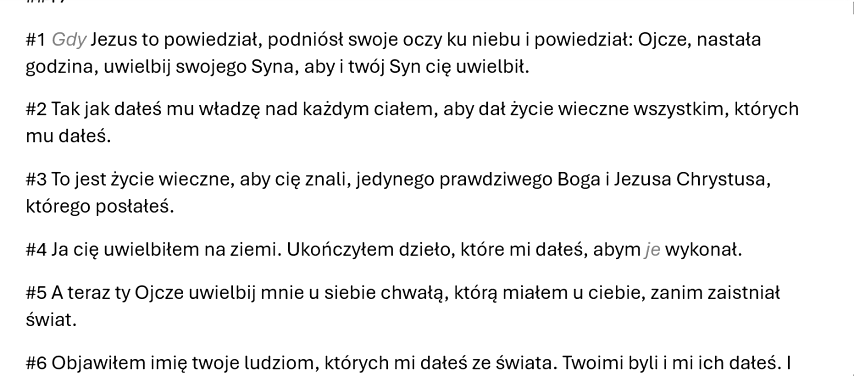 #1 Gdy Jezus to powiedział, podniósł swoje oczy ku niebu i powiedział: Ojcze, nastała
godzina, uwielbij swojego Syna, aby i twój Syn cię uwielbił.
#2 Tak jak dałeś mu władzę nad każdym ciałem, aby dał życie wieczne wszystkim, których
mu dałeś.
#3 To jest życie wieczne, aby cię znali, jedynego prawdziwego Boga i Jezusa Chrystusa,
którego posłałeś.
#4 Ja cię uwielbiłem na ziemi. Ukończyłem dzieło, które mi dałeś, abym je wykonał.
#5 A teraz ty Ojcze uwielbij mnie u siebie chwałą, którą miałem u ciebie, zanim zaistniał
świat.
#6 Objawiłem imię twoje ludziom, których mi dałeś ze świata. Twoimi byli i mi ich dałeś. I